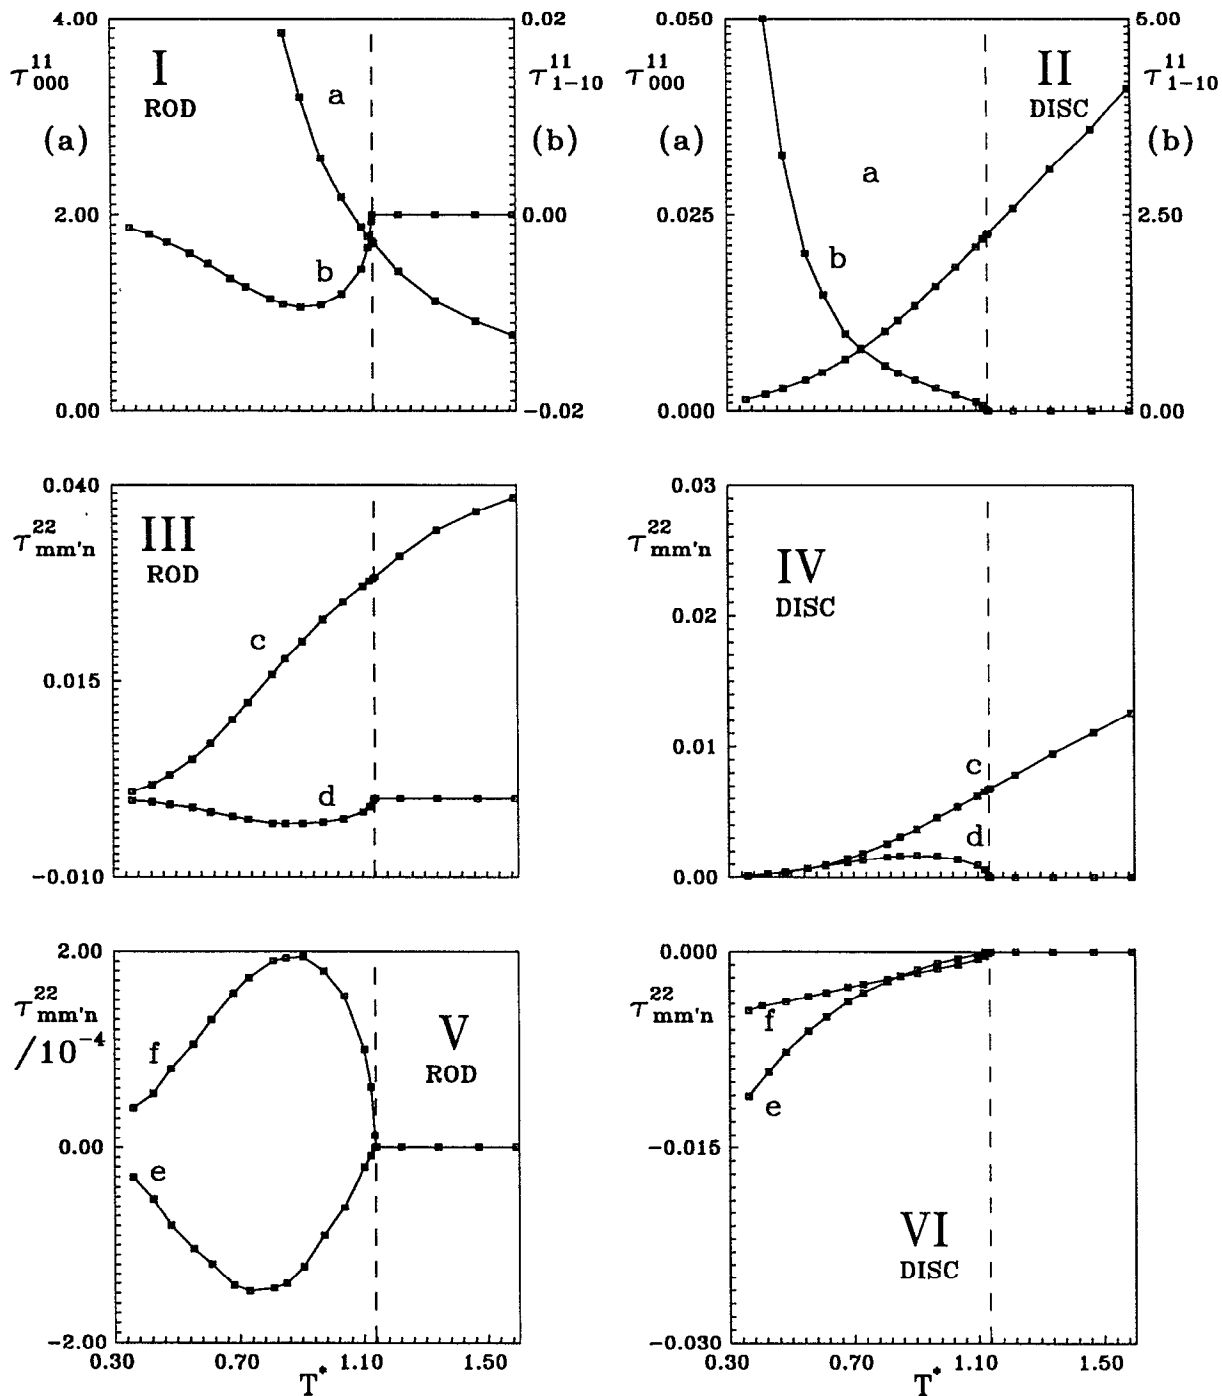 4.00
τ¹¹₀₀₀
(a)
2.00
0.00
I
ROD
a
b
0.02
τ¹¹₁₋₁₀
(b)
0.00
−0.02
0.050
τ¹¹₀₀₀
(a)
0.025
0.000
II
DISC
a
b
5.00
τ¹¹₁₋₁₀
(b)
2.50
0.00
0.040
τ²²mm'n
0.015
−0.010
III
ROD
c
d
0.03
τ²²mm'n
0.02
0.01
0.00
IV
DISC
c
d
2.00
τ²²mm'n
/10⁻⁴
0.00
−2.00
V
ROD
f
e
0.30 0.70 1.10 1.50
T*
0.000
τ²²mm'n
−0.015
−0.030
f
e
VI
DISC
0.30 0.70 1.10 1.50
T*